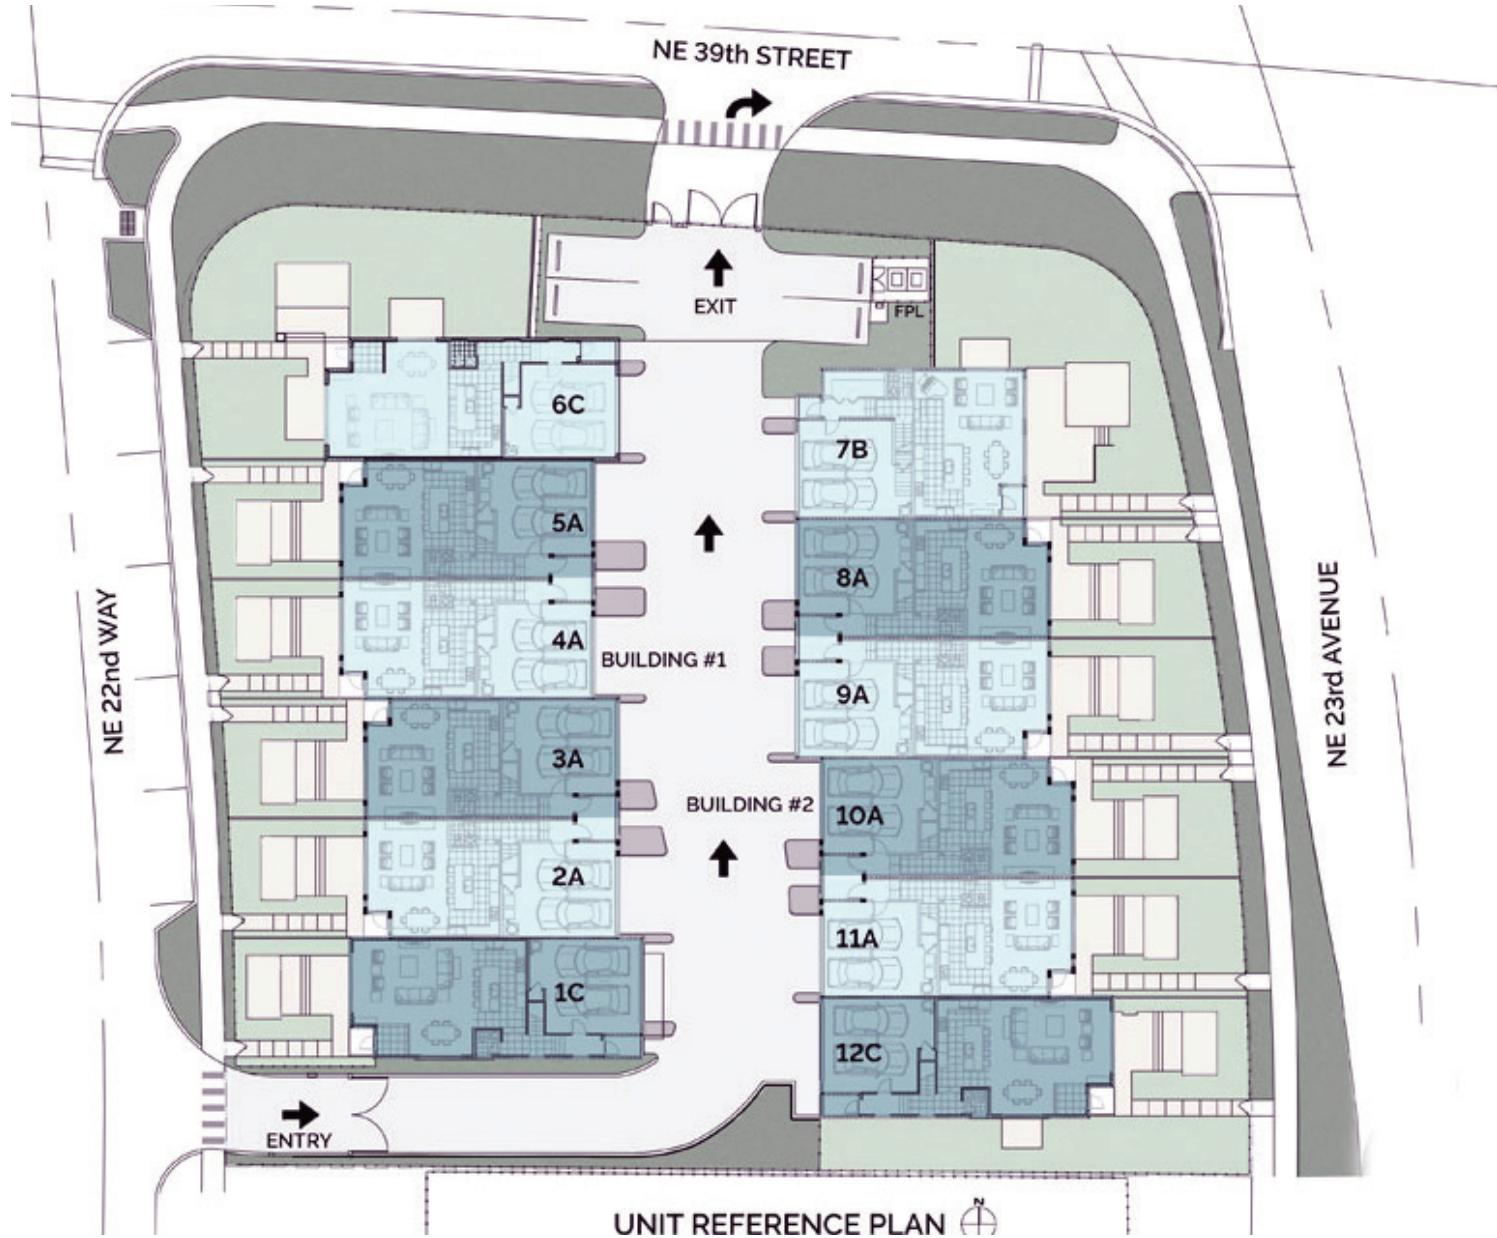 NE 39th STREET
EXIT
FPL
6C
7B
5A
8A
4A
BUILDING #1
9A
NE 22nd WAY
NE 23rd AVENUE
3A
BUILDING #2
10A
2A
11A
1C
12C
ENTRY
N
UNIT REFERENCE PLAN